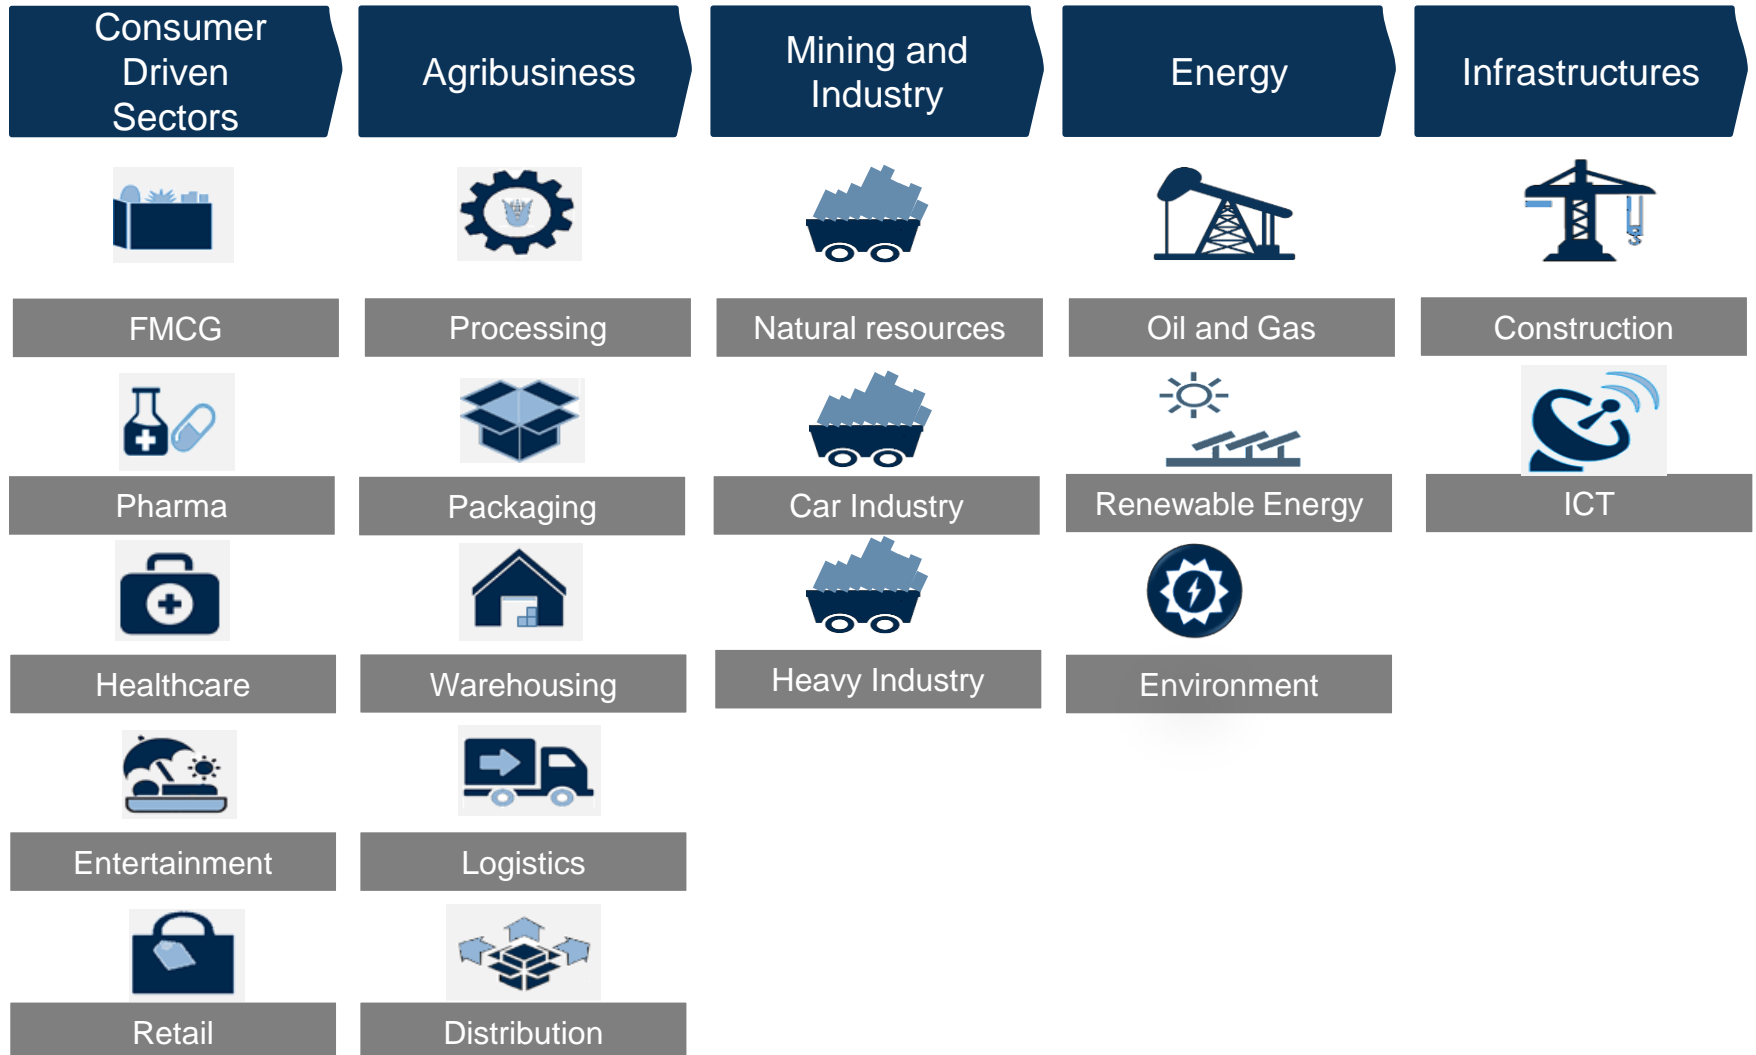 Consumer
Driven
Sectors
Agribusiness
Mining and
Industry
Energy
Infrastructures
FMCG
Processing
Natural resources
Oil and Gas
Construction
Pharma
Packaging
Car Industry
Renewable Energy
ICT
Healthcare
Warehousing
Heavy Industry
Environment
Entertainment
Logistics
Retail
Distribution